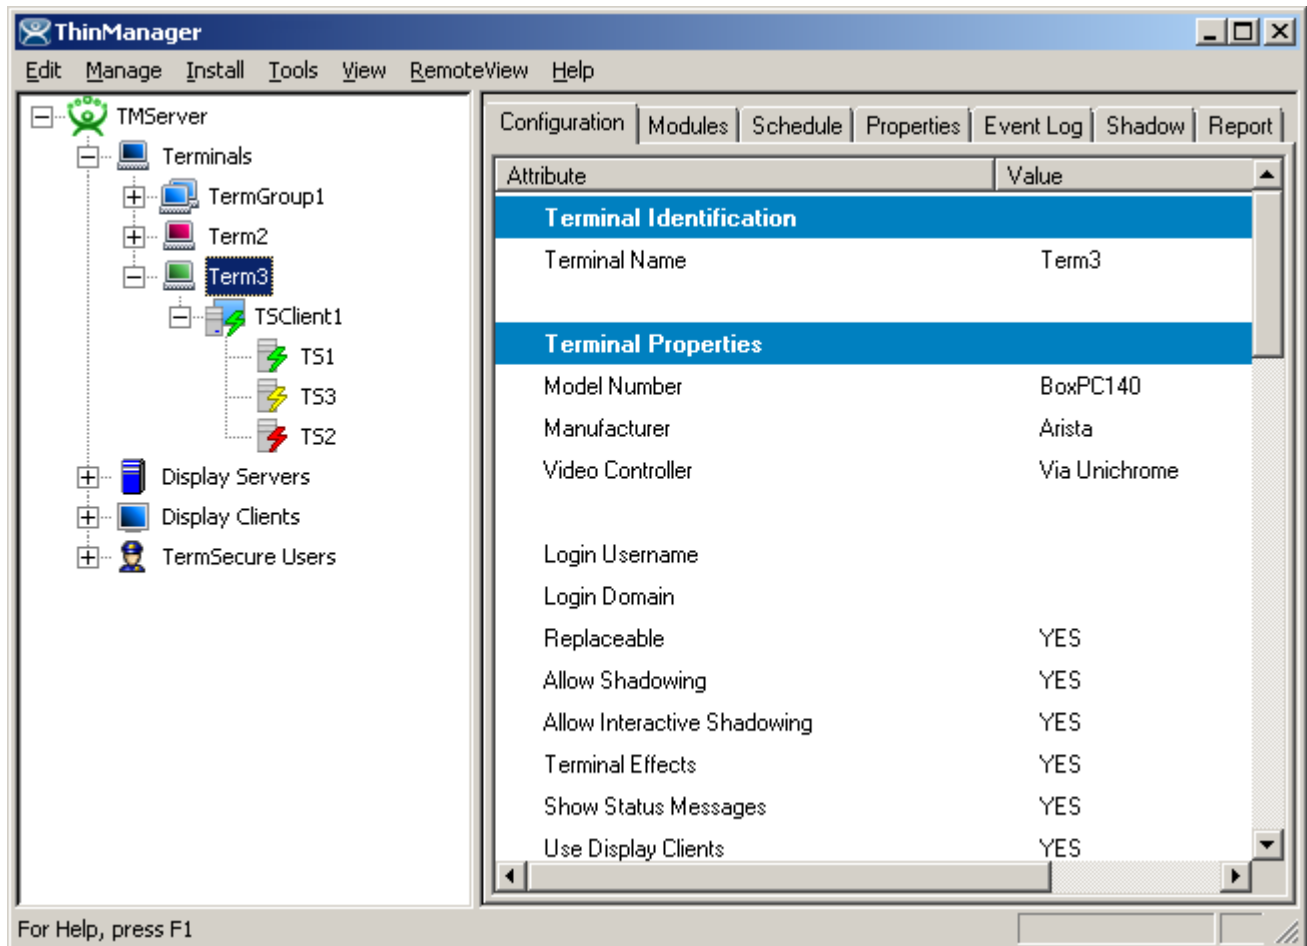 ThinManager
Edit Manage Install Tools View RemoteView Help
TMServer
Terminals
TermGroup1
Term2
Term3
TSClient1
TS1
TS3
TS2
Display Servers
Display Clients
TermSecure Users
Configuration Modules Schedule Properties Event Log Shadow Report
Attribute Value
Terminal Identification
Terminal Name Term3
Terminal Properties
Model Number BoxPC140
Manufacturer Arista
Video Controller Via Unichrome
Login Username
Login Domain
Replaceable YES
Allow Shadowing YES
Allow Interactive Shadowing YES
Terminal Effects YES
Show Status Messages YES
Use Display Clients YES
For Help, press F1